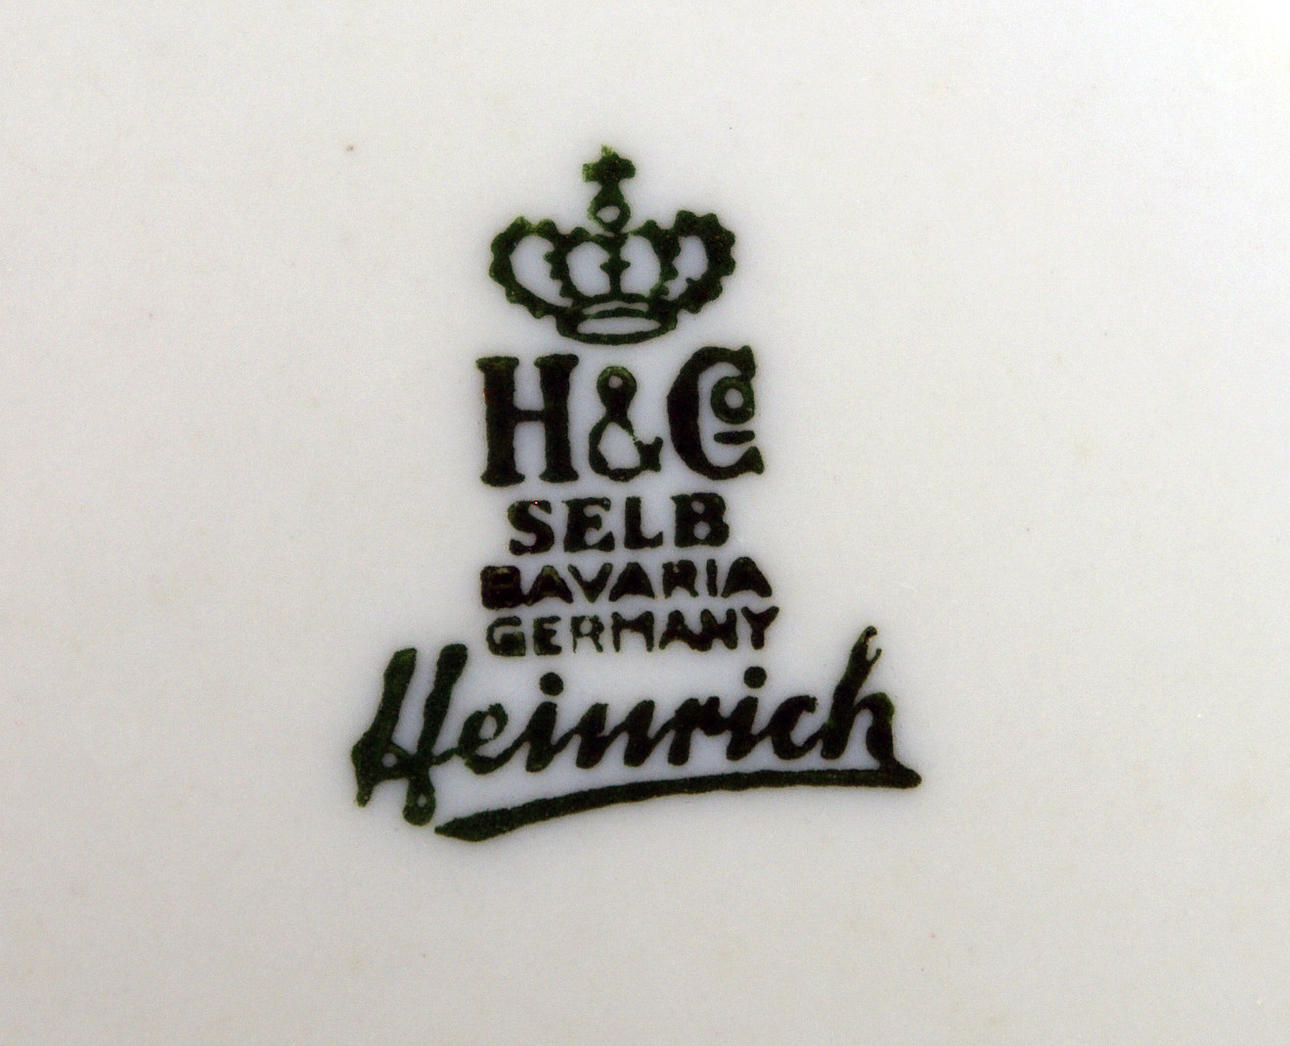 H&Co
SELB
BAVARIA
GERMANY
Heinrich